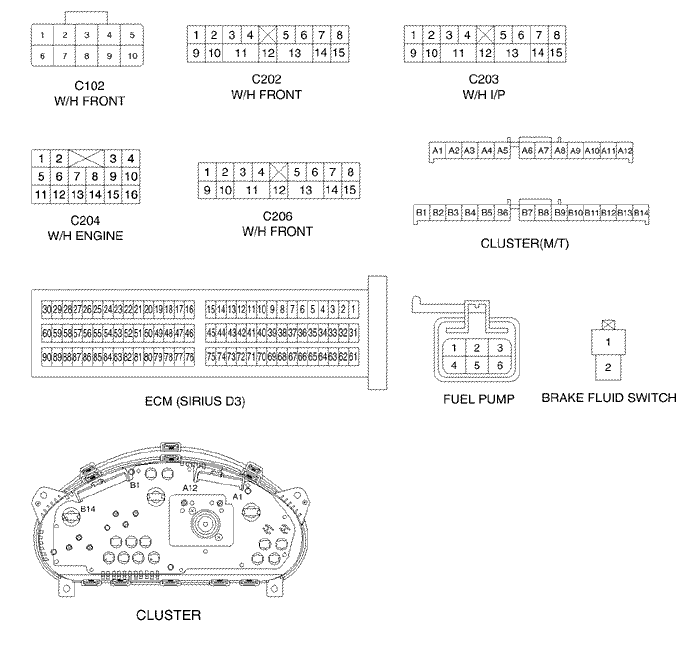 1 2 3 4 5
6 7 8 9 10
C102
W/H FRONT
1 2 3 4 5 6 7 8
9 10 11 12 13 14 15
C202
W/H FRONT
1 2 3 4 5 6 7 8
9 10 11 12 13 14 15
C203
W/H I/P
1 2 3 4
5 6 7 8 9 10
11 12 13 14 15 16
C204
W/H ENGINE
1 2 3 4 5 6 7 8
9 10 11 12 13 14 15
C206
W/H FRONT
A1 A2 A3 A4 A5 A6 A7 A8 A9 A10 A11 A12
B1 B2 B3 B4 B5 B6 B7 B8 B9 B10 B11 B12 B13 B14
CLUSTER(M/T)
30 29 28 27 26 25 24 23 22 21 20 19 18 17 16 15 14 13 12 11 10 9 8 7 6 5 4 3 2 1
60 59 58 57 56 55 54 53 52 51 50 49 48 47 46 45 44 43 42 41 40 39 38 37 36 35 34 33 32 31
90 89 88 87 86 85 84 83 82 81 80 79 78 77 76 75 74 73 72 71 70 69 68 67 66 65 64 63 62 61
ECM (SIRIUS D3)
1 2 3
4 5 6
FUEL PUMP
1
2
BRAKE FLUID SWITCH
B14 B1 A12 A1
CLUSTER